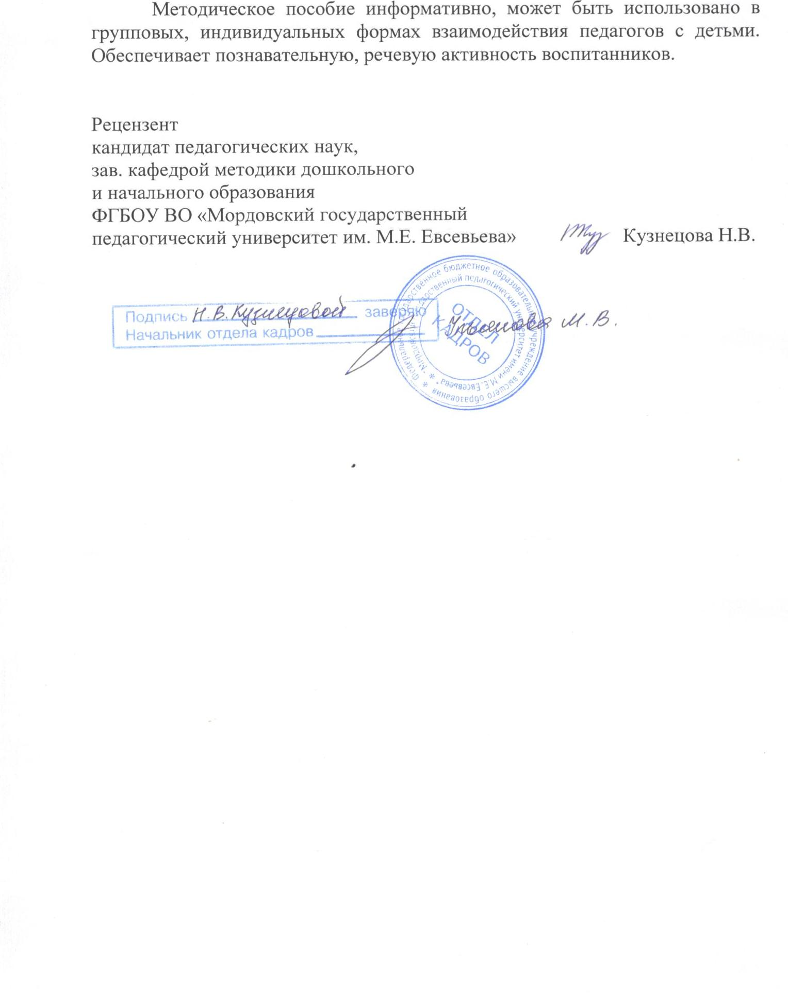 Методическое пособие информативно, может быть использовано в
групповых, индивидуальных формах взаимодействия педагогов с детьми.
Обеспечивает познавательную, речевую активность воспитанников.
Рецензент
кандидат педагогических наук,
зав. кафедрой методики дошкольного
и начального образования
ФГБОУ ВО «Мордовский государственный
педагогический университет им. М.Е. Евсевьева»
Кузнецова Н.В.
Подпись Н.В.Кузнецовой заверяю
Начальник отдела кадров
Ульянова М.В.
ОТДЕЛ
КАДРОВ
* Федеральное государственное бюджетное образовательное учреждение высшего образования
* "Мордовский государственный педагогический университет имени М.Е.Евсевьева"